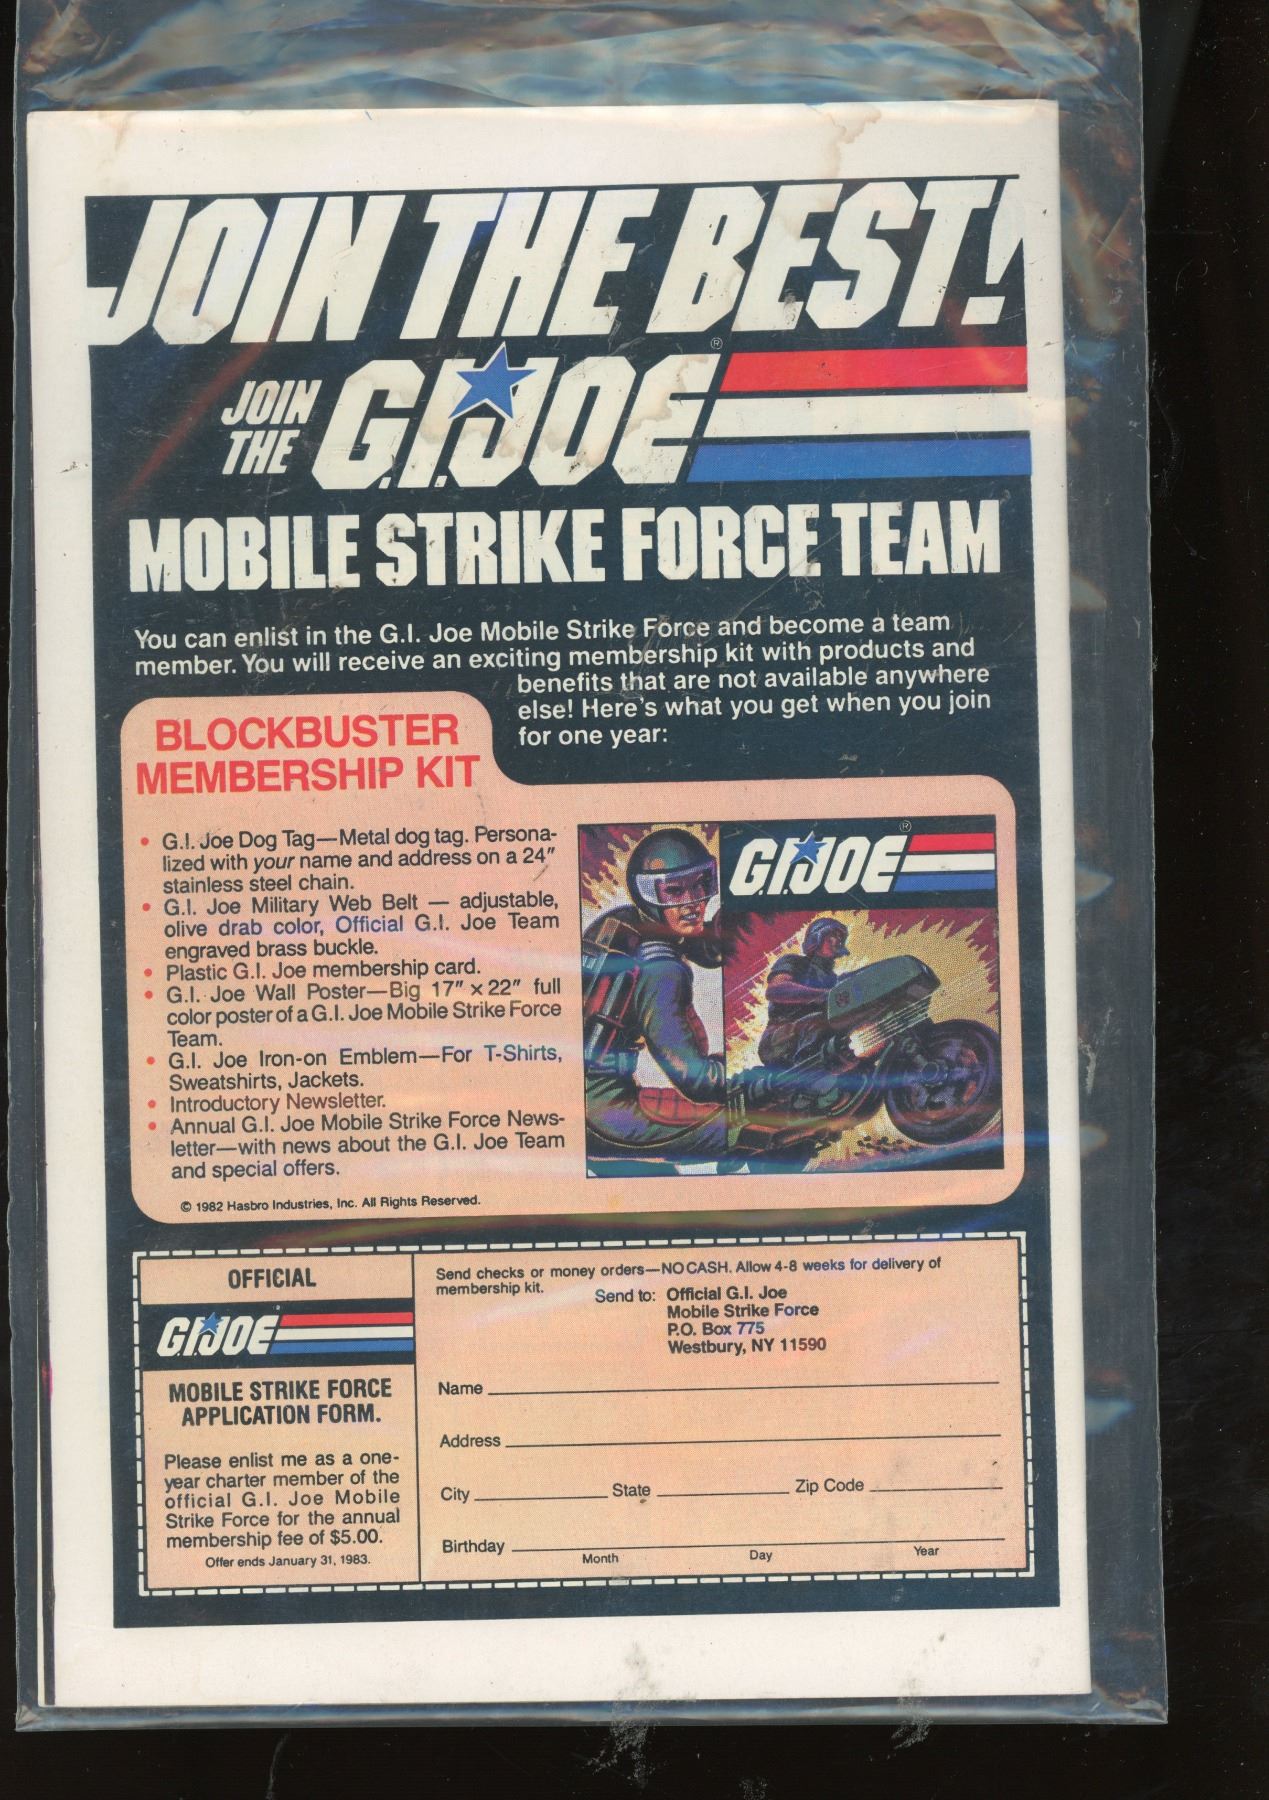 JOIN THE BEST!
JOIN
THE
G.I. JOE ®
MOBILE STRIKE FORCE TEAM
You can enlist in the G.I. Joe Mobile Strike Force and become a team
member. You will receive an exciting membership kit with products and
benefits that are not available anywhere
else! Here's what you get when you join
for one year:
BLOCKBUSTER
MEMBERSHIP KIT
• G.I. Joe Dog Tag—Metal dog tag. Persona-
lized with your name and address on a 24"
stainless steel chain.
• G.I. Joe Military Web Belt — adjustable,
olive drab color, Official G.I. Joe Team
engraved brass buckle.
• Plastic G.I. Joe membership card.
• G.I. Joe Wall Poster—Big 17" × 22" full
color poster of a G.I. Joe Mobile Strike Force
Team.
• G.I. Joe Iron-on Emblem—For T-Shirts,
Sweatshirts, Jackets.
• Introductory Newsletter.
• Annual G.I. Joe Mobile Strike Force News-
letter—with news about the G.I. Joe Team
and special offers.
G.I. JOE ®
© 1982 Hasbro Industries, Inc. All Rights Reserved.
OFFICIAL
G.I. JOE ®
MOBILE STRIKE FORCE
APPLICATION FORM.
Please enlist me as a one-
year charter member of the
official G.I. Joe Mobile
Strike Force for the annual
membership fee of $5.00.
Offer ends January 31, 1983.
Send checks or money orders—NO CASH. Allow 4-8 weeks for delivery of
membership kit.
Send to: Official G.I. Joe
Mobile Strike Force
P.O. Box 775
Westbury, NY 11590
Name
Address
City State Zip Code
Birthday
Month Day Year